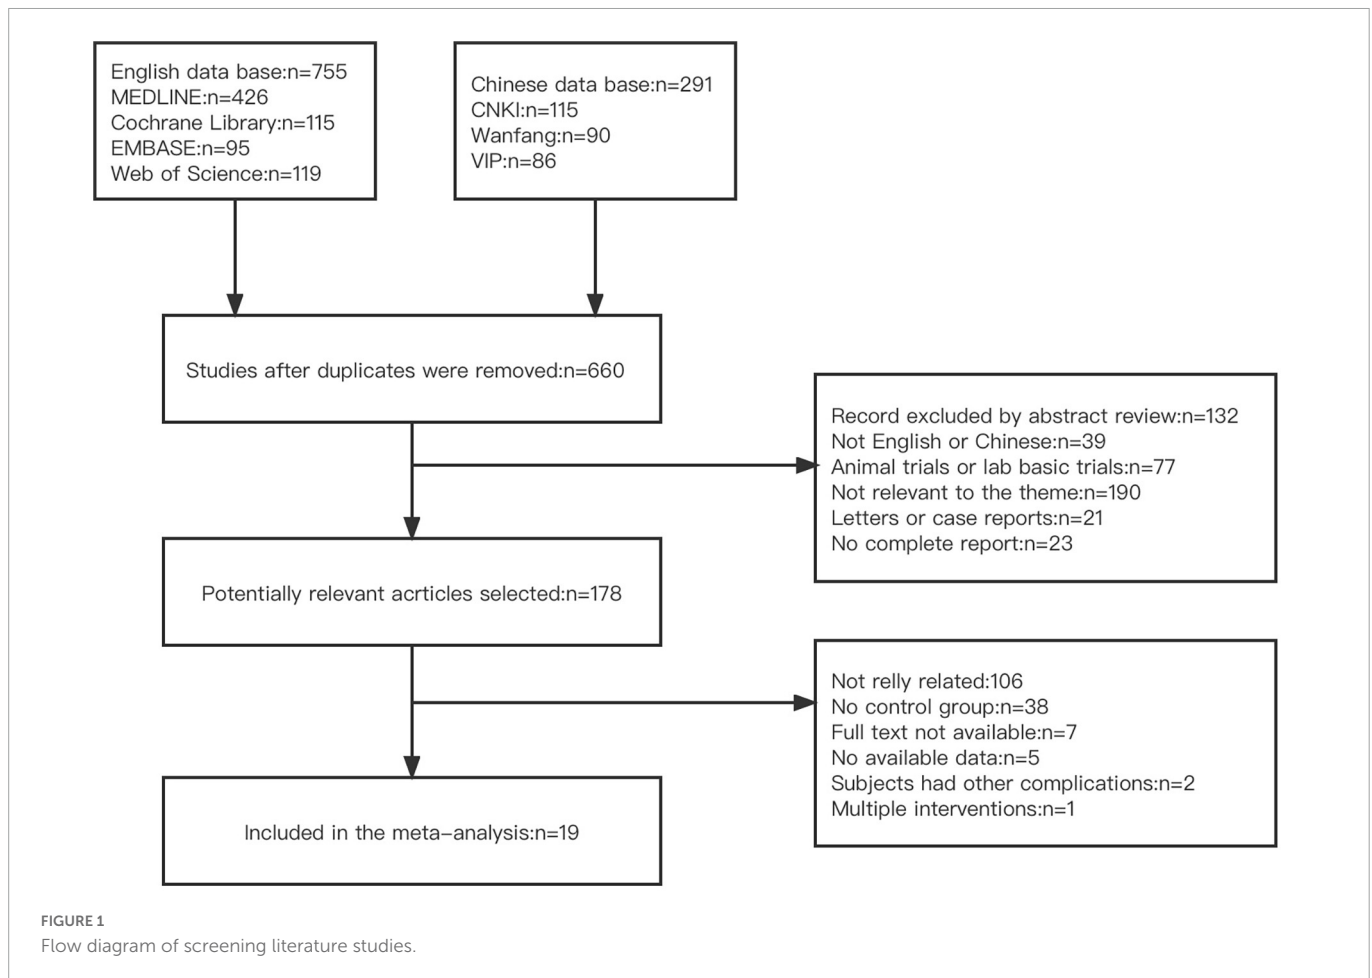 English data base:n=755
MEDLINE:n=426
Cochrane Library:n=115
EMBASE:n=95
Web of Science:n=119
Chinese data base:n=291
CNKI:n=115
Wanfang:n=90
VIP:n=86
Studies after duplicates were removed:n=660
Record excluded by abstract review:n=132
Not English or Chinese:n=39
Animal trials or lab basic trials:n=77
Not relevant to the theme:n=190
Letters or case reports:n=21
No complete report:n=23
Potentially relevant acrticles selected:n=178
Not relly related:106
No control group:n=38
Full text not available:n=7
No available data:n=5
Subjects had other complications:n=2
Multiple interventions:n=1
Included in the meta-analysis:n=19
FIGURE 1
Flow diagram of screening literature studies.